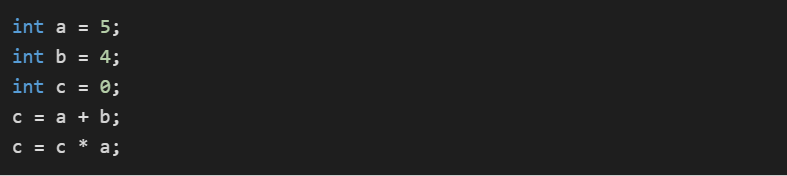 int a = 5;
int b = 4;
int c = 0;
c = a + b;
c = c * a;